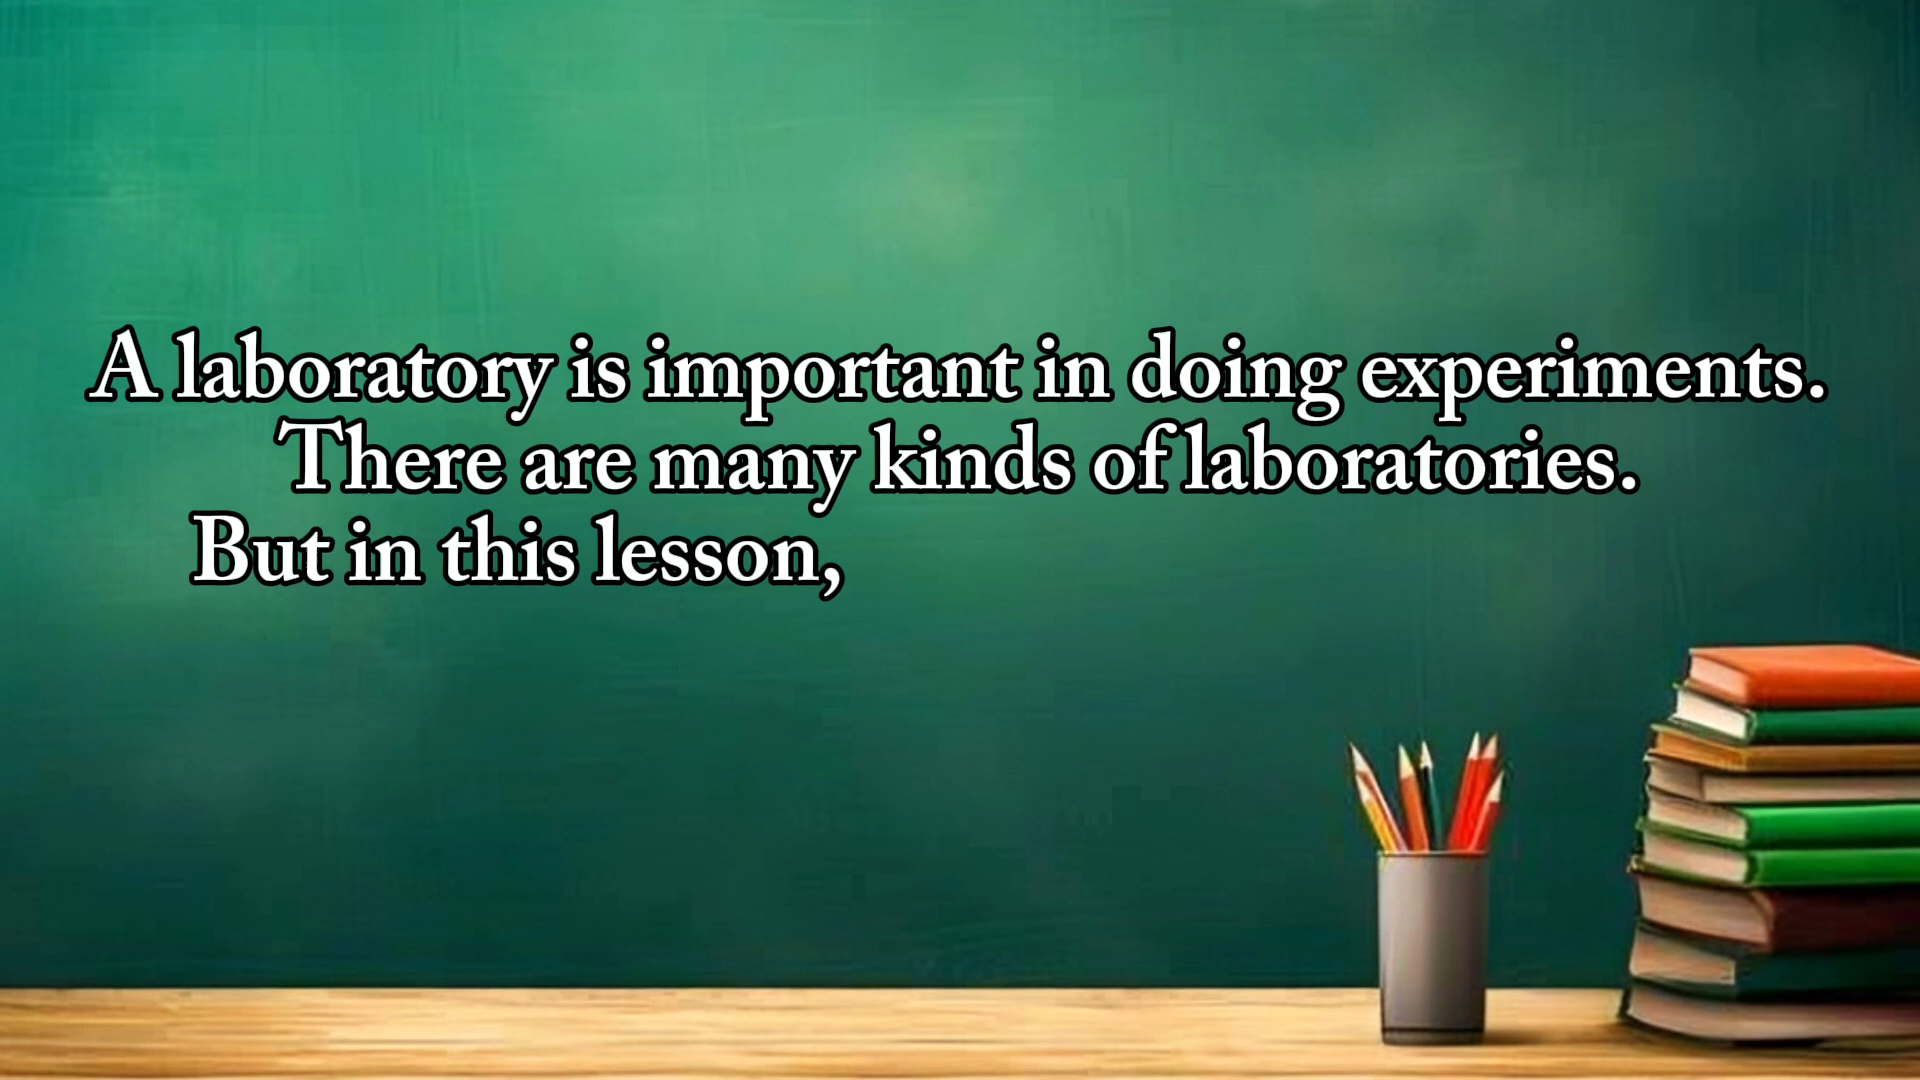 A laboratory is important in doing experiments.
There are many kinds of laboratories.
But in this lesson,